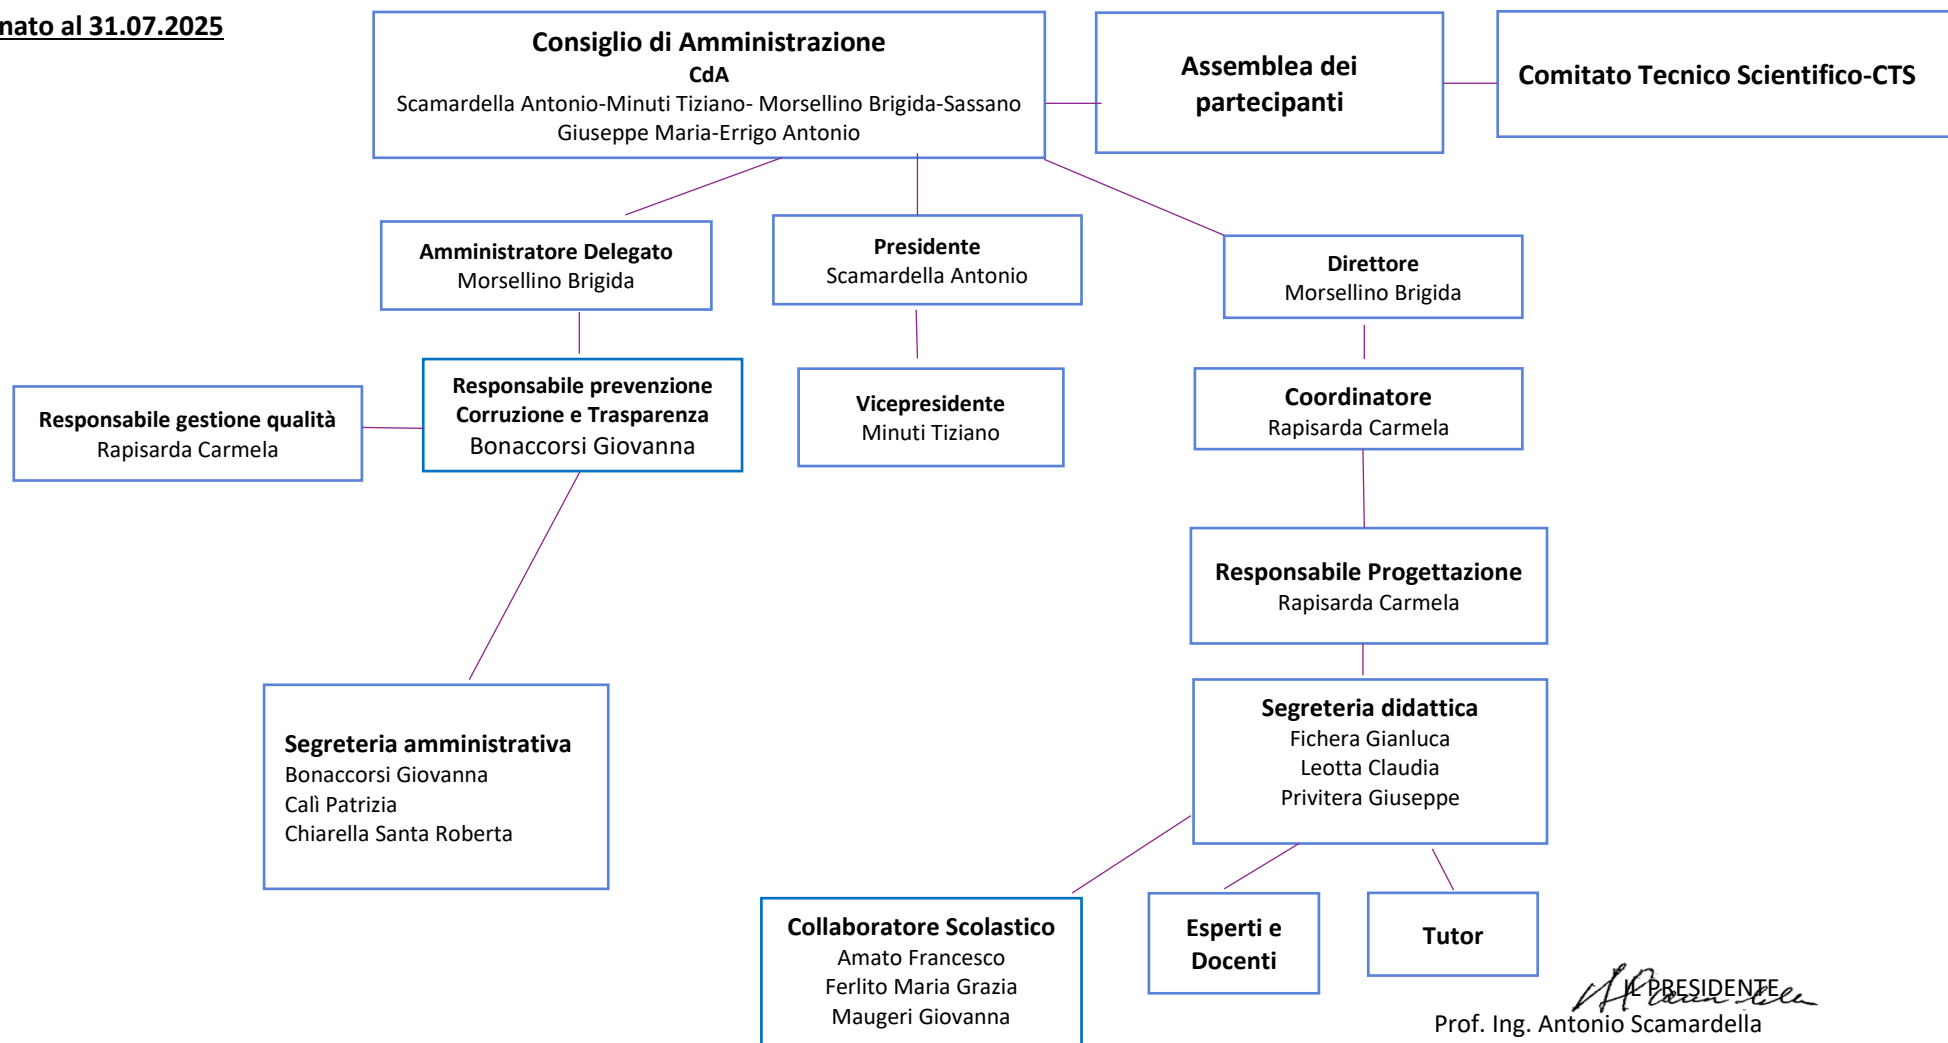 nato al 31.07.2025
Consiglio di Amministrazione
CdA
Scamardella Antonio-Minuti Tiziano- Morsellino Brigida-Sassano
Giuseppe Maria-Errigo Antonio
Assemblea dei
partecipanti
Comitato Tecnico Scientifico-CTS
Amministratore Delegato
Morsellino Brigida
Presidente
Scamardella Antonio
Direttore
Morsellino Brigida
Responsabile gestione qualità
Rapisarda Carmela
Responsabile prevenzione
Corruzione e Trasparenza
Bonaccorsi Giovanna
Vicepresidente
Minuti Tiziano
Coordinatore
Rapisarda Carmela
Responsabile Progettazione
Rapisarda Carmela
Segreteria amministrativa
Bonaccorsi Giovanna
Calì Patrizia
Chiarella Santa Roberta
Segreteria didattica
Fichera Gianluca
Leotta Claudia
Privitera Giuseppe
Collaboratore Scolastico
Amato Francesco
Ferlito Maria Grazia
Maugeri Giovanna
Esperti e
Docenti
Tutor
IL PRESIDENTE
Prof. Ing. Antonio Scamardella